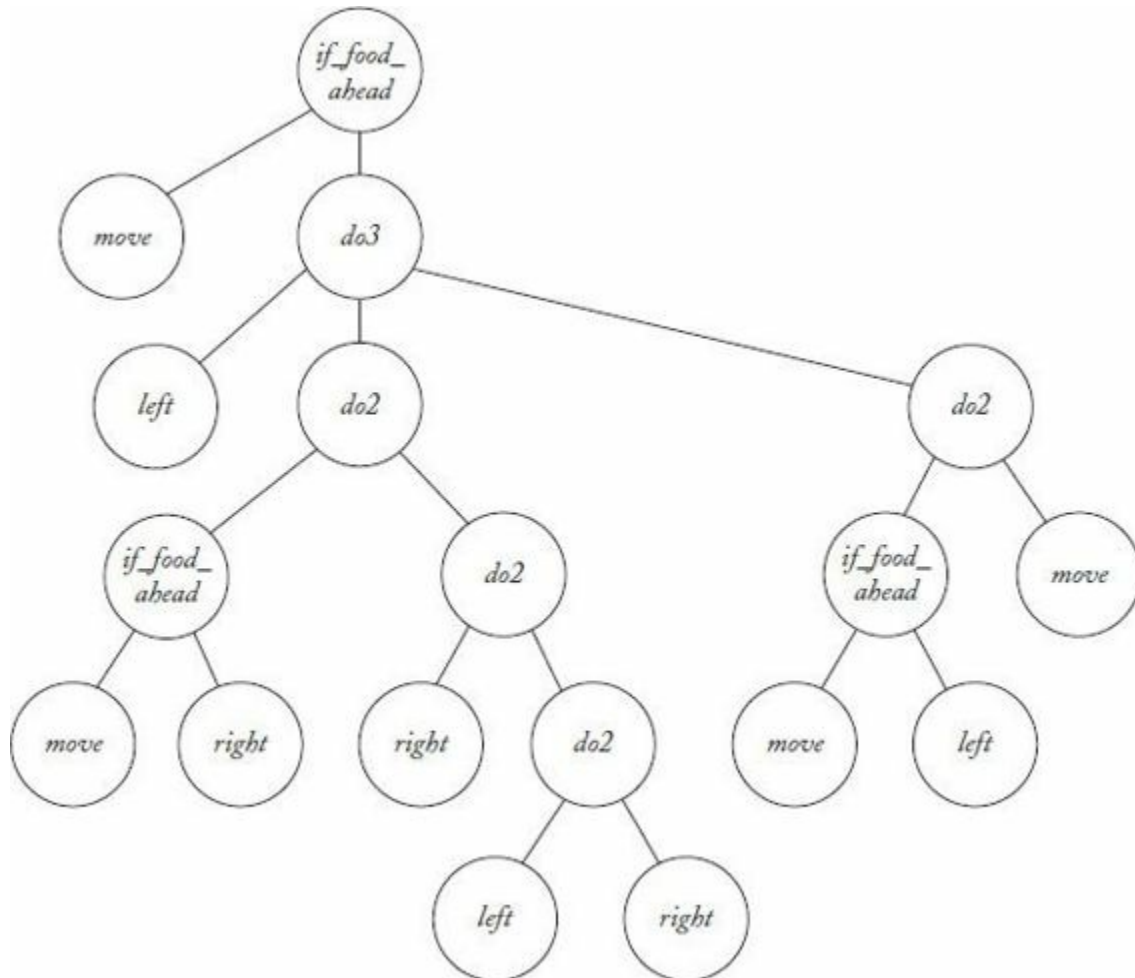 if_food_
ahead
move
do3
left
do2
do2
if_food_
ahead
do2
if_food_
ahead
move
move
right
right
do2
move
left
left
right